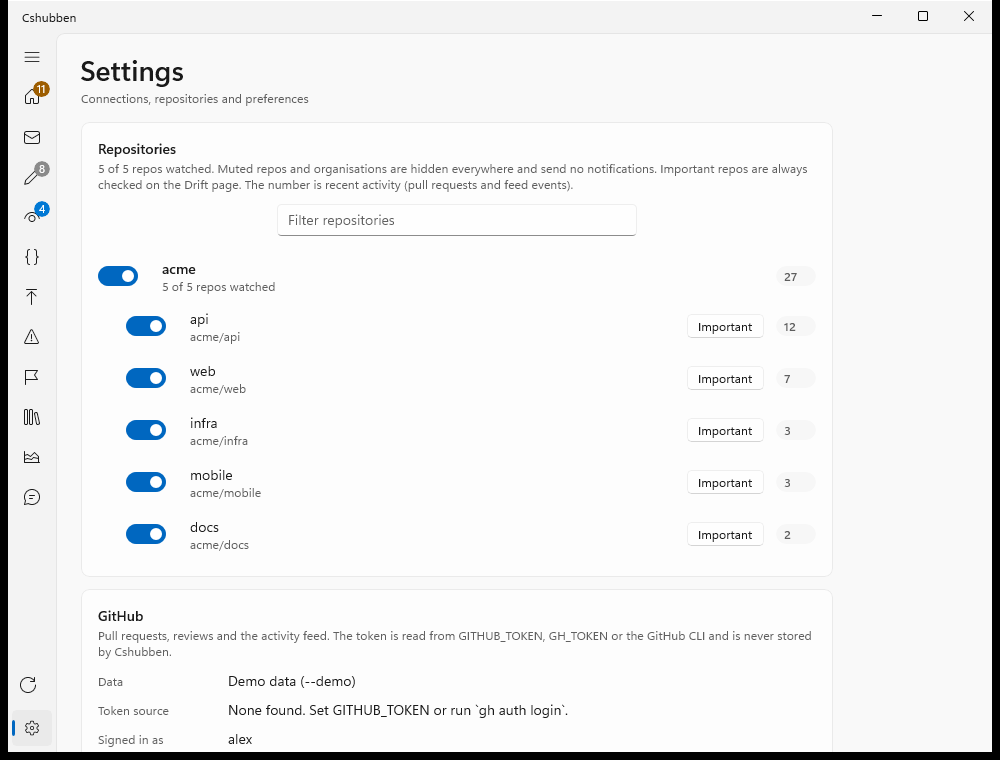 Cshubben
Settings
11
Connections, repositories and preferences
Repositories
5 of 5 repos watched. Muted repos and organisations are hidden everywhere and send no notifications. Important repos are always
checked on the Drift page. The number is recent activity (pull requests and feed events).
8
4
Filter repositories
acme
5 of 5 repos watched
27
api
acme/api
Important
12
web
acme/web
Important
7
infra
acme/infra
Important
3
mobile
acme/mobile
Important
3
docs
acme/docs
Important
2
GitHub
Pull requests, reviews and the activity feed. The token is read from GITHUB_TOKEN, GH_TOKEN or the GitHub CLI and is never stored
by Cshubben.
Data
Demo data (--demo)
Token source
None found. Set GITHUB_TOKEN or run `gh auth login`.
Signed in as
alex